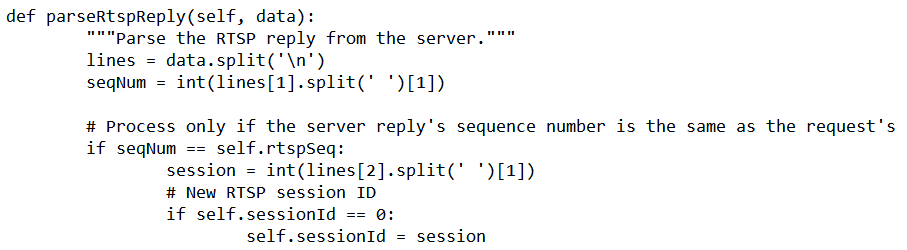 def parseRtspReply(self, data):
        """Parse the RTSP reply from the server."""
        lines = data.split('\n')
        seqNum = int(lines[1].split(' ')[1])

        # Process only if the server reply's sequence number is the same as the request's
        if seqNum == self.rtspSeq:
                session = int(lines[2].split(' ')[1])
                # New RTSP session ID
                if self.sessionId == 0:
                        self.sessionId = session